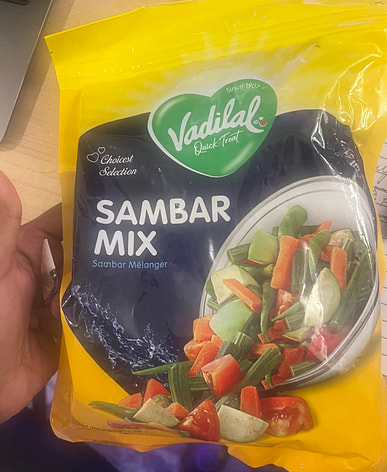 Since 1907
Vadilal
Quick Treat
Choicest
Selection
SAMBAR
MIX
Sambar Mélanger